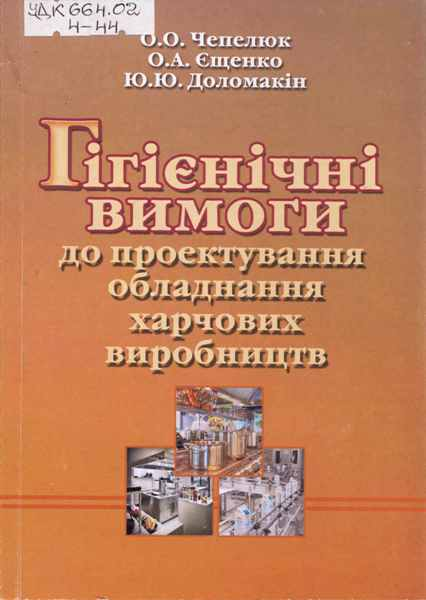 УДК 664.02
Ч-44
О.О. Чепелюк
О.А. Єщенко
Ю.Ю. Доломакін
Гігієнічні
вимоги
до проектування
обладнання
харчових
виробництв